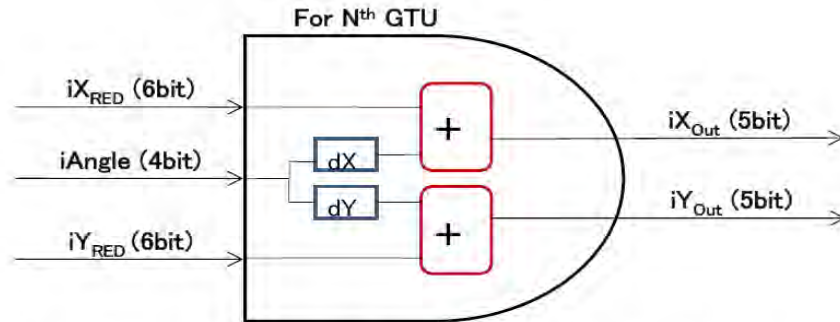 For Nth GTU
iXRED (6bit)
iAngle (4bit)
iYRED (6bit)
dX
dY
+
+
iXOut (5bit)
iYOut (5bit)